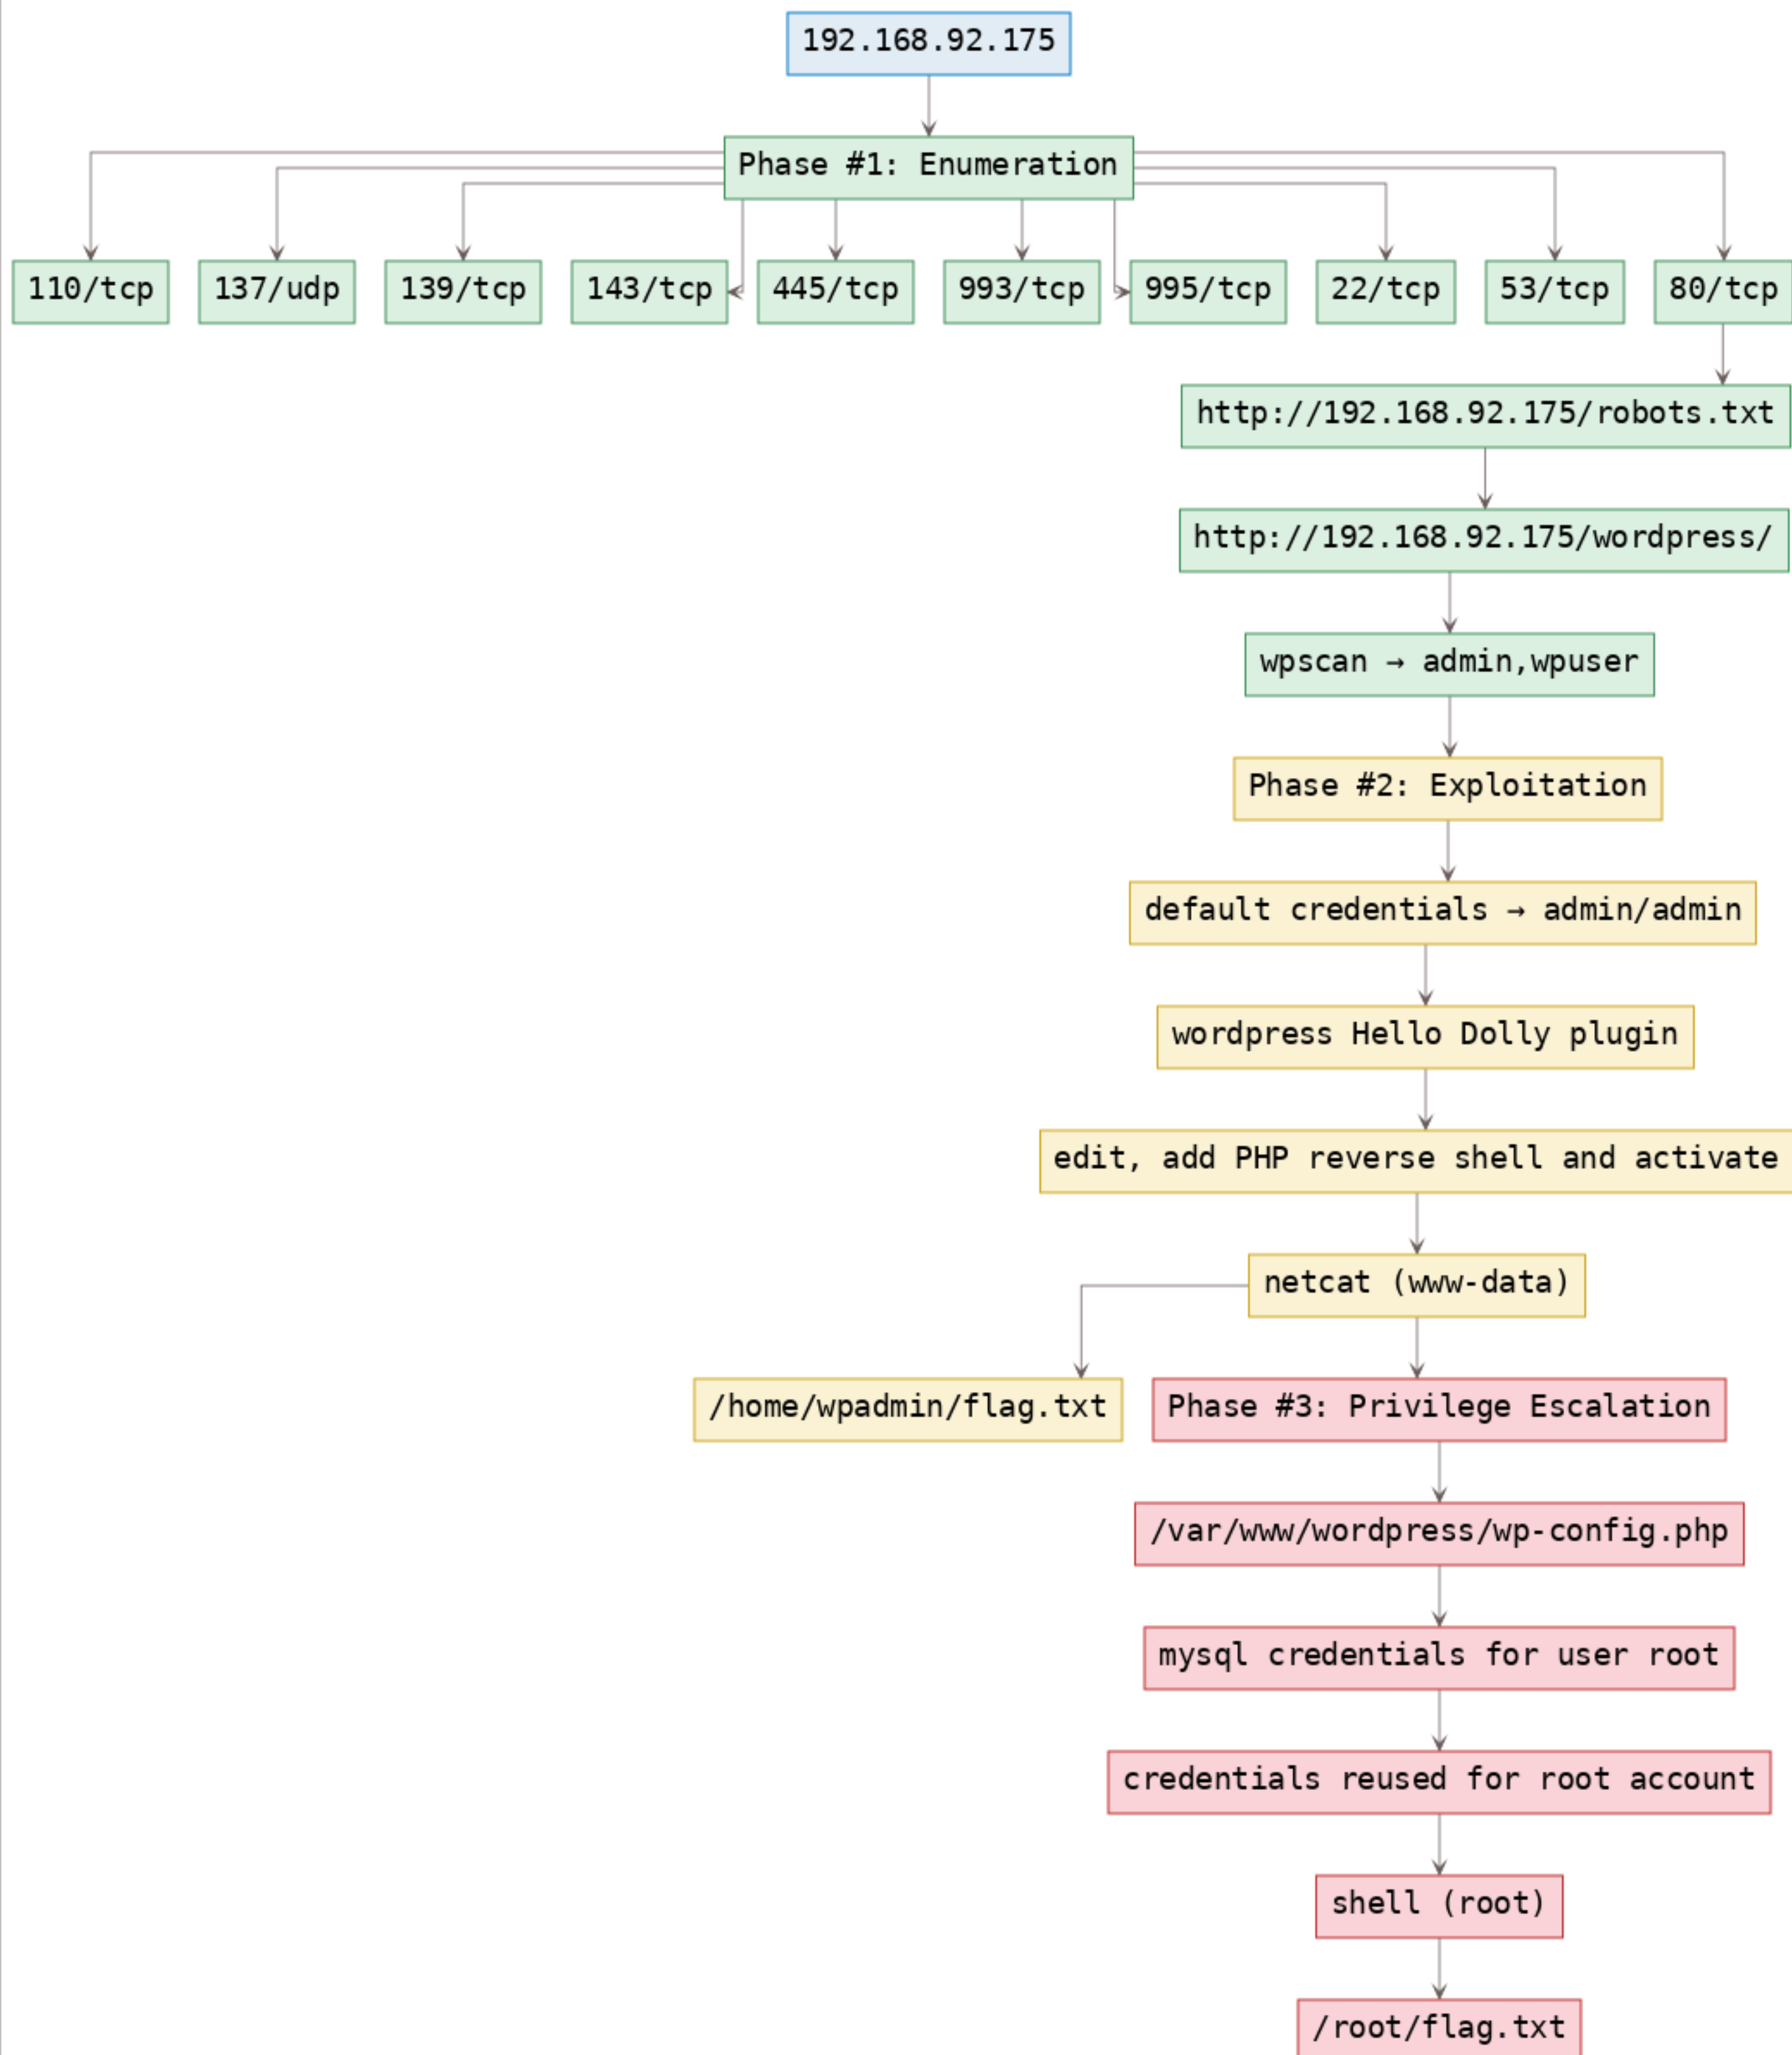 192.168.92.175
Phase #1: Enumeration
110/tcp
137/udp
139/tcp
143/tcp
445/tcp
993/tcp
995/tcp
22/tcp
53/tcp
80/tcp
http://192.168.92.175/robots.txt
http://192.168.92.175/wordpress/
wpscan → admin,wpuser
Phase #2: Exploitation
default credentials → admin/admin
wordpress Hello Dolly plugin
edit, add PHP reverse shell and activate
netcat (www-data)
/home/wpadmin/flag.txt
Phase #3: Privilege Escalation
/var/www/wordpress/wp-config.php
mysql credentials for user root
credentials reused for root account
shell (root)
/root/flag.txt